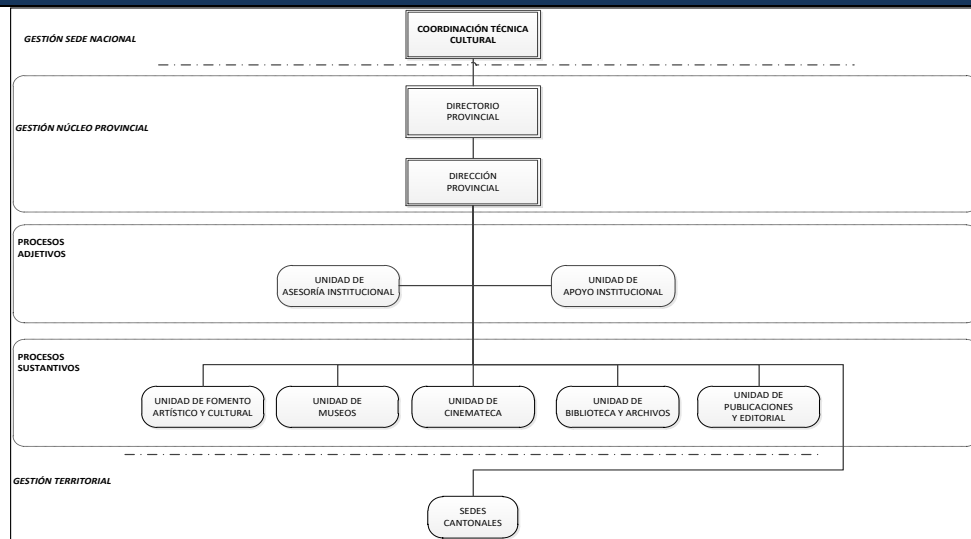 COORDINACIÓN TÉCNICA
CULTURAL
GESTIÓN SEDE NACIONAL
DIRECTORIO
PROVINCIAL
GESTIÓN NÚCLEO PROVINCIAL
DIRECCIÓN
PROVINCIAL
PROCESOS
ADJETIVOS
UNIDAD DE
ASESORÍA INSTITUCIONAL
UNIDAD DE
APOYO INSTITUCIONAL
PROCESOS
SUSTANTIVOS
UNIDAD DE FOMENTO
ARTÍSTICO Y CULTURAL
UNIDAD DE
MUSEOS
UNIDAD DE
CINEMATECA
UNIDAD DE
BIBLIOTECA Y ARCHIVOS
UNIDAD DE
PUBLICACIONES
Y EDITORIAL
GESTIÓN TERRITORIAL
SEDES
CANTONALES